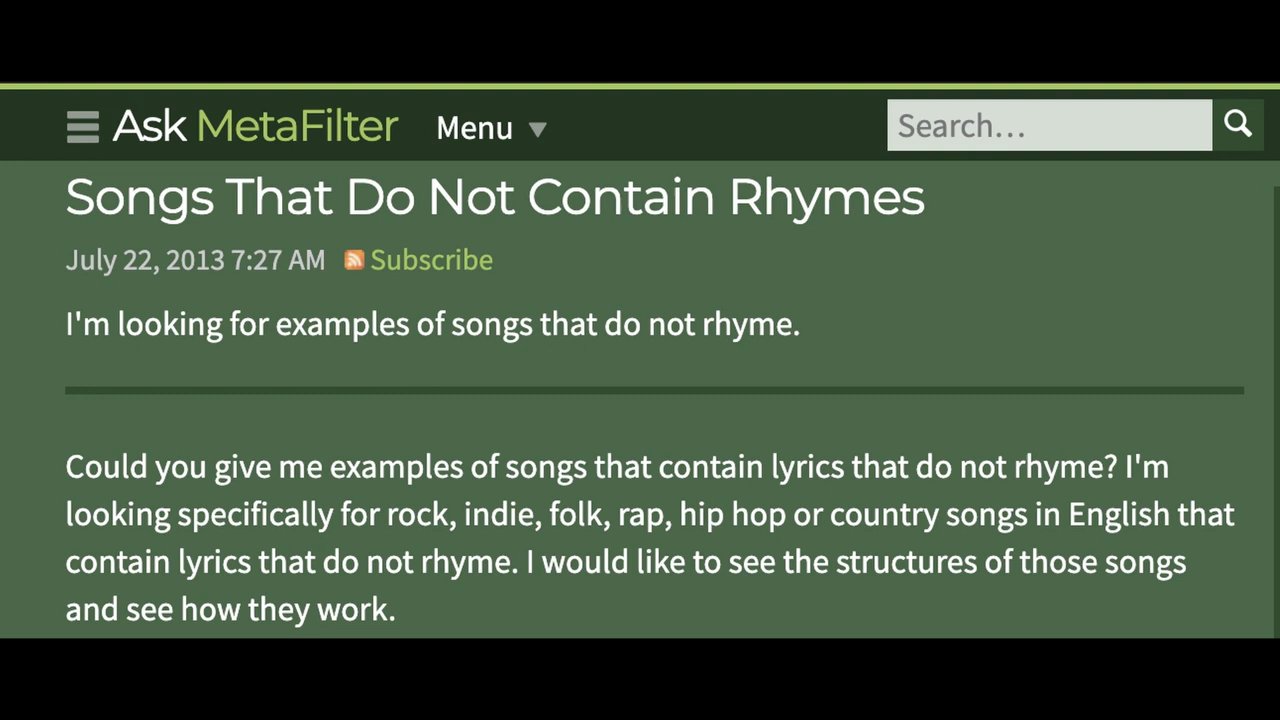 Ask MetaFilter Menu Search…
Songs That Do Not Contain Rhymes
July 22, 2013 7:27 AM Subscribe
I'm looking for examples of songs that do not rhyme.
Could you give me examples of songs that contain lyrics that do not rhyme? I'm
looking specifically for rock, indie, folk, rap, hip hop or country songs in English that
contain lyrics that do not rhyme. I would like to see the structures of those songs
and see how they work.